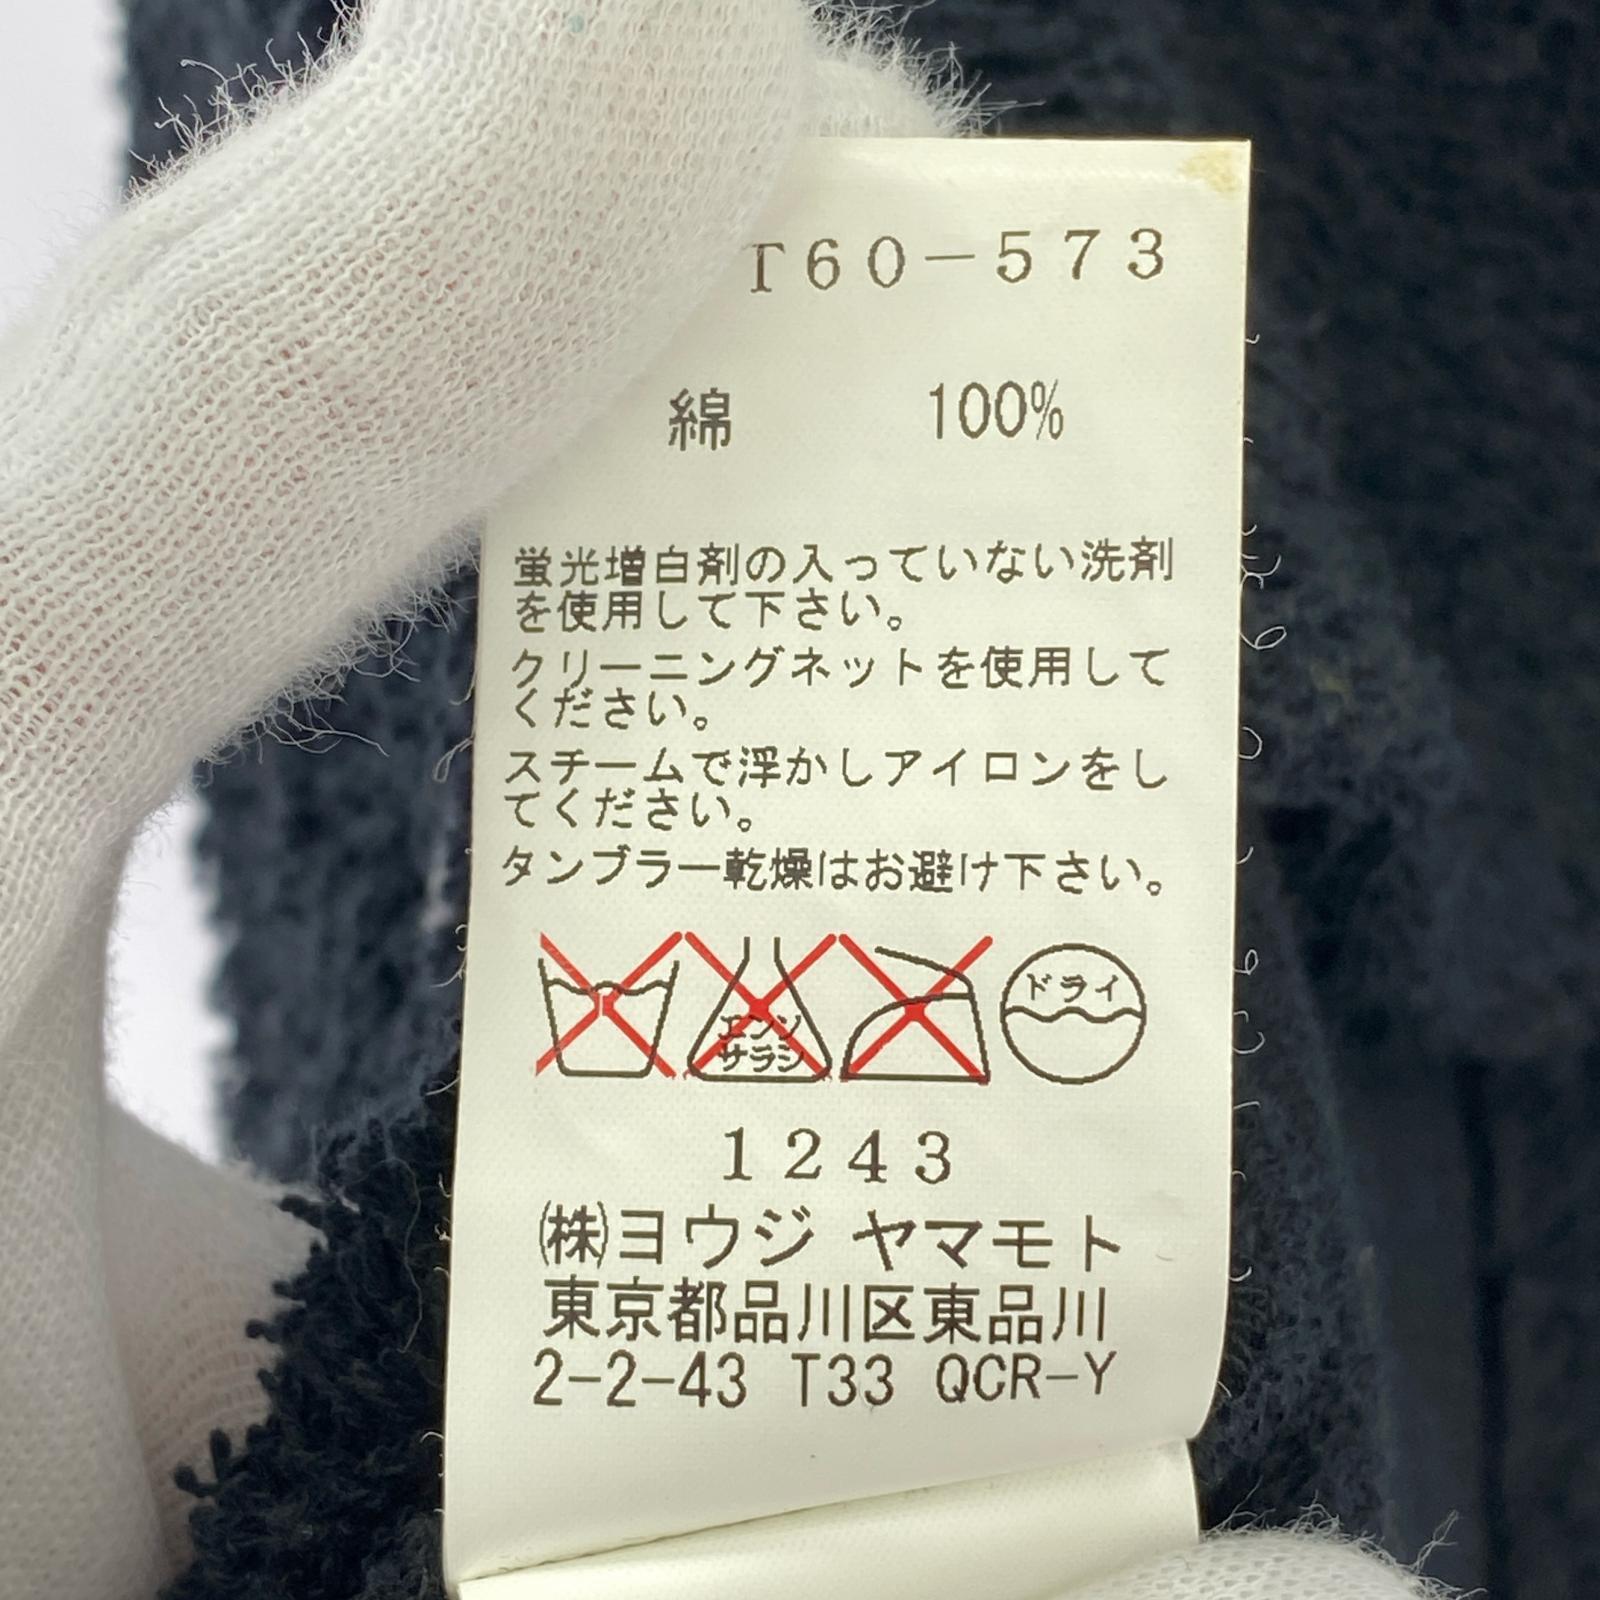 T60-573
綿 100%
蛍光増白剤の入っていない洗剤
を使用して下さい。
クリーニングネットを使用して
ください。
スチームで浮かしアイロンをし
てください。
タンブラー乾燥はお避け下さい。
エンソ
サラシ
ドライ
1243
㈱ヨウジ ヤマモト
東京都品川区東品川
2-2-43 T33 QCR-Y